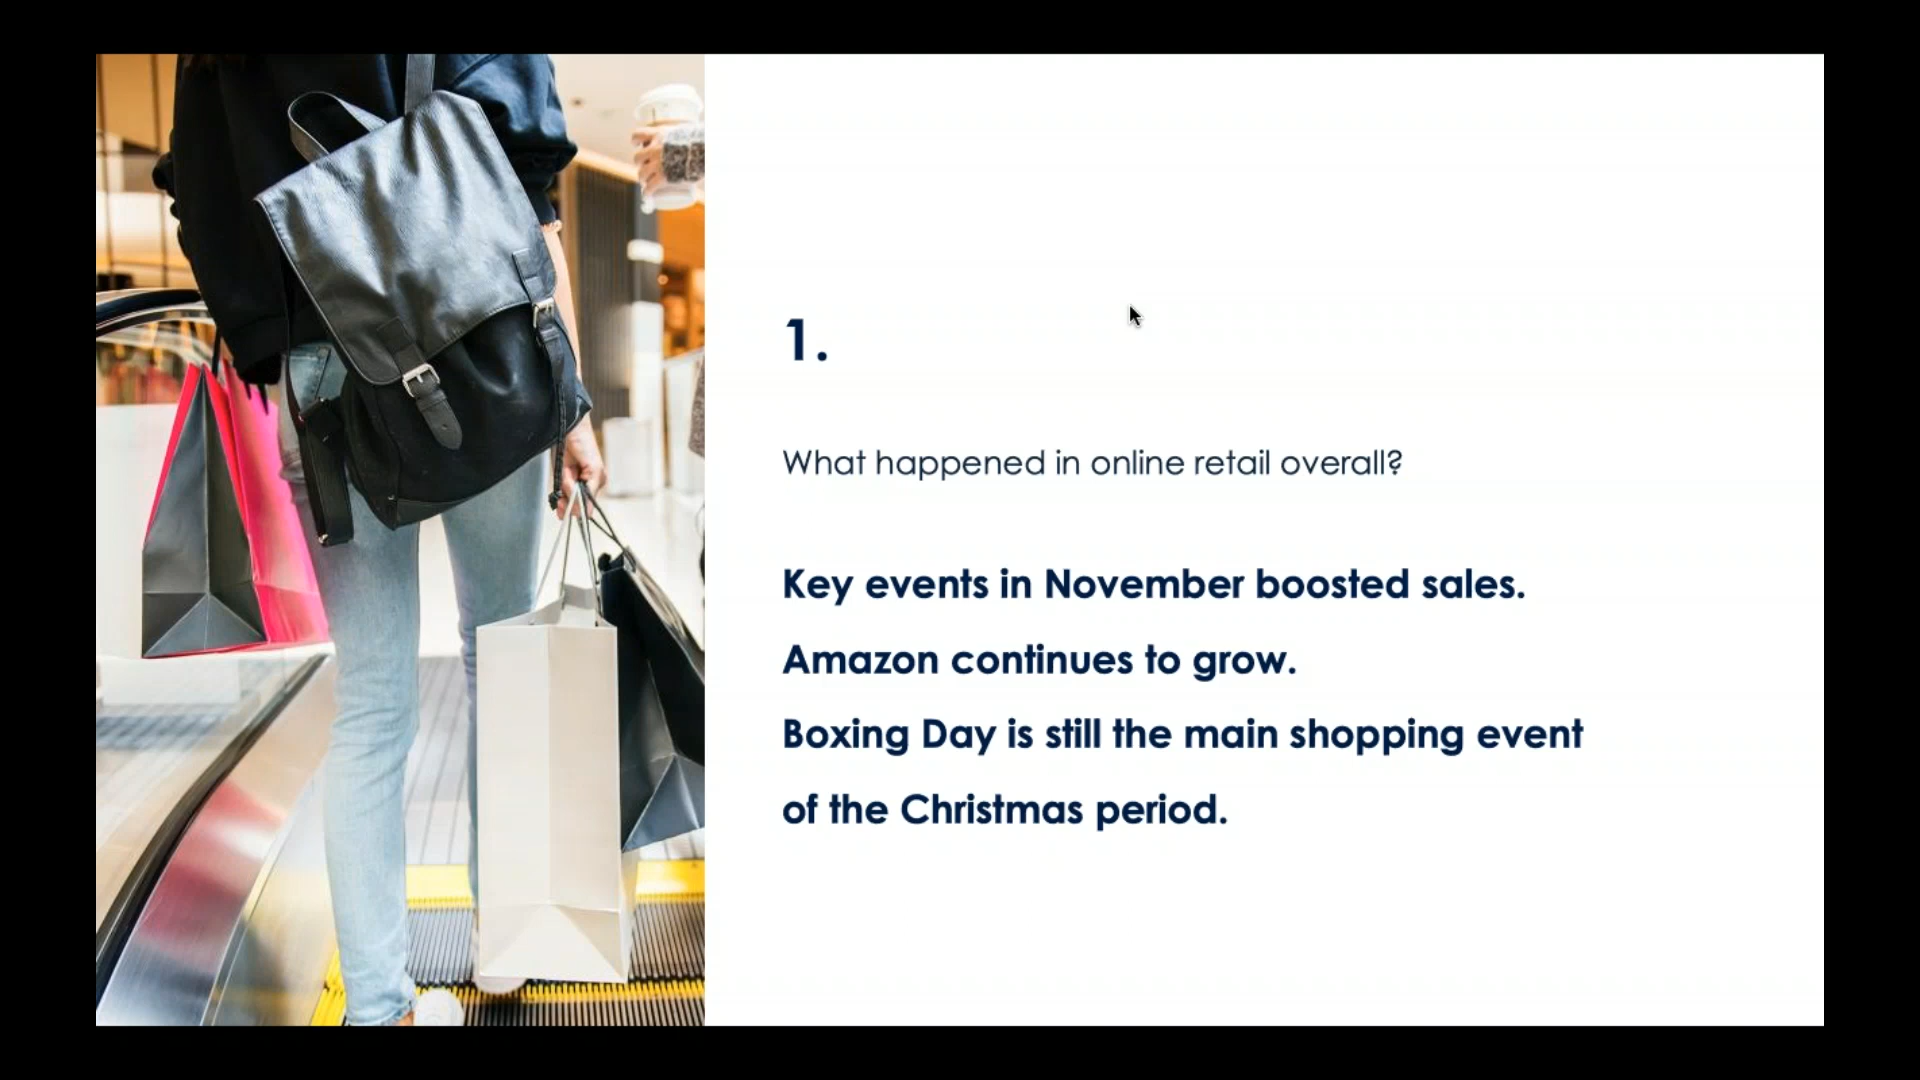 1.
What happened in online retail overall?
Key events in November boosted sales.
Amazon continues to grow.
Boxing Day is still the main shopping event
of the Christmas period.